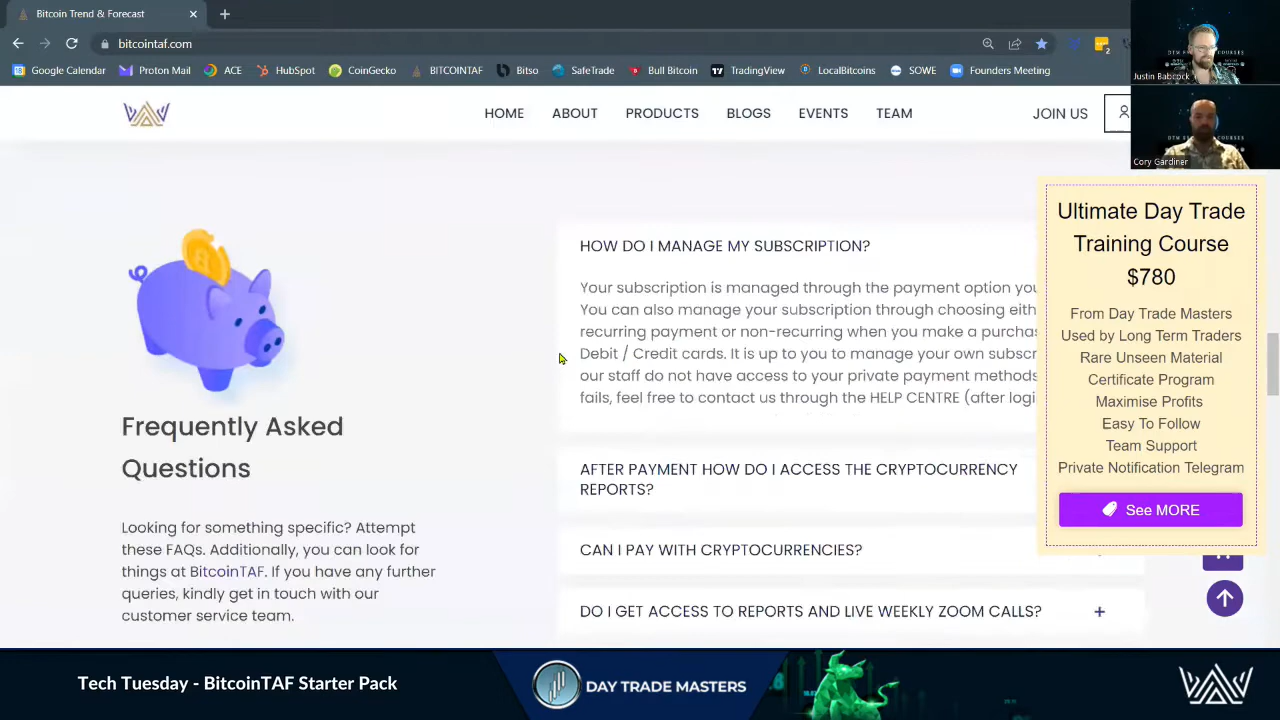 Bitcoin Trend & Forecast
bitcointaf.com
Google Calendar
Proton Mail
ACE
HubSpot
CoinGecko
BITCOINTAF
Bitso
SafeTrade
Bull Bitcoin
TradingView
LocalBitcoins
SOWE
Founders Meeting
2
Justin Babcock
Cory Gardiner
HOME
ABOUT
PRODUCTS
BLOGS
EVENTS
TEAM
JOIN US
Frequently Asked
Questions
Looking for something specific? Attempt
these FAQs. Additionally, you can look for
things at BitcoinTAF. If you have any further
queries, kindly get in touch with our
customer service team.
HOW DO I MANAGE MY SUBSCRIPTION?
Your subscription is managed through the payment option
You can also manage your subscription through choosing
recurring payment or non-recurring when you make a
Debit / Credit cards. It is up to you to manage your own
our staff do not have access to your private payment methods
fails, feel free to contact us through the HELP CENTRE (after
AFTER PAYMENT HOW DO I ACCESS THE CRYPTOCURRENCY
REPORTS?
CAN I PAY WITH CRYPTOCURRENCIES?
DO I GET ACCESS TO REPORTS AND LIVE WEEKLY ZOOM CALLS? +
Ultimate Day Trade
Training Course
$780
From Day Trade Masters
Used by Long Term Traders
Rare Unseen Material
Certificate Program
Maximise Profits
Easy To Follow
Team Support
Private Notification Telegram
See MORE
Tech Tuesday - BitcoinTAF Starter Pack
DAY TRADE MASTERS